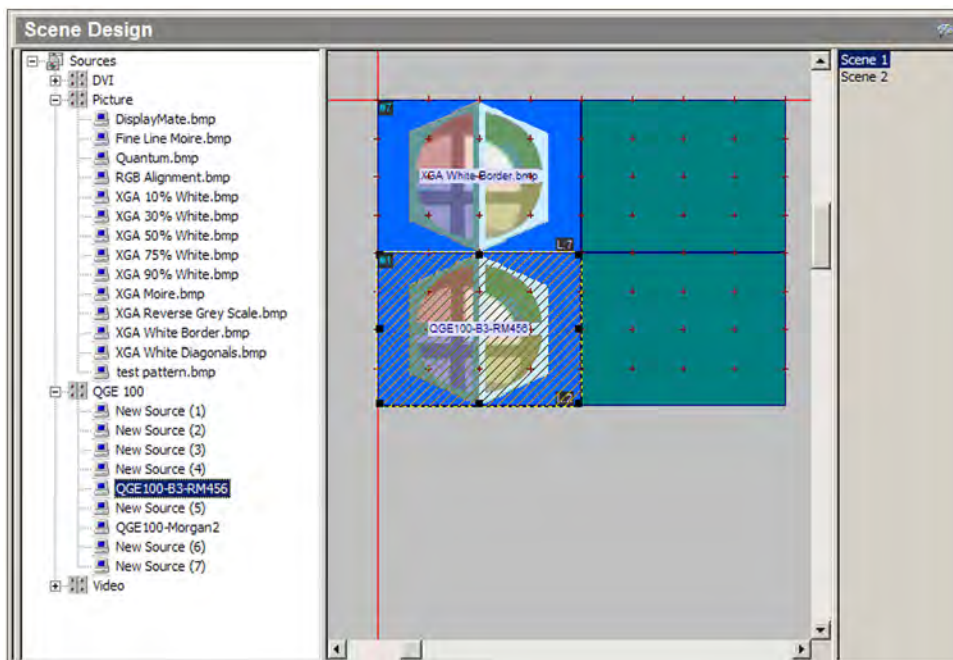 Scene Design
Sources
DVI
Picture
DisplayMate.bmp
Fine Line Moire.bmp
Quantum.bmp
RGB Alignment.bmp
XGA 10% White.bmp
XGA 30% White.bmp
XGA 50% White.bmp
XGA 75% White.bmp
XGA 90% White.bmp
XGA Moire.bmp
XGA Reverse Grey Scale.bmp
XGA White Border.bmp
XGA White Diagonals.bmp
test pattern.bmp
QGE 100
New Source (1)
New Source (2)
New Source (3)
New Source (4)
QGE100-B3-RM456
New Source (5)
QGE100-Morgan2
New Source (6)
New Source (7)
Video
XGA White Border.bmp
L:7
QGE100-B3-RM456
Scene 1
Scene 2